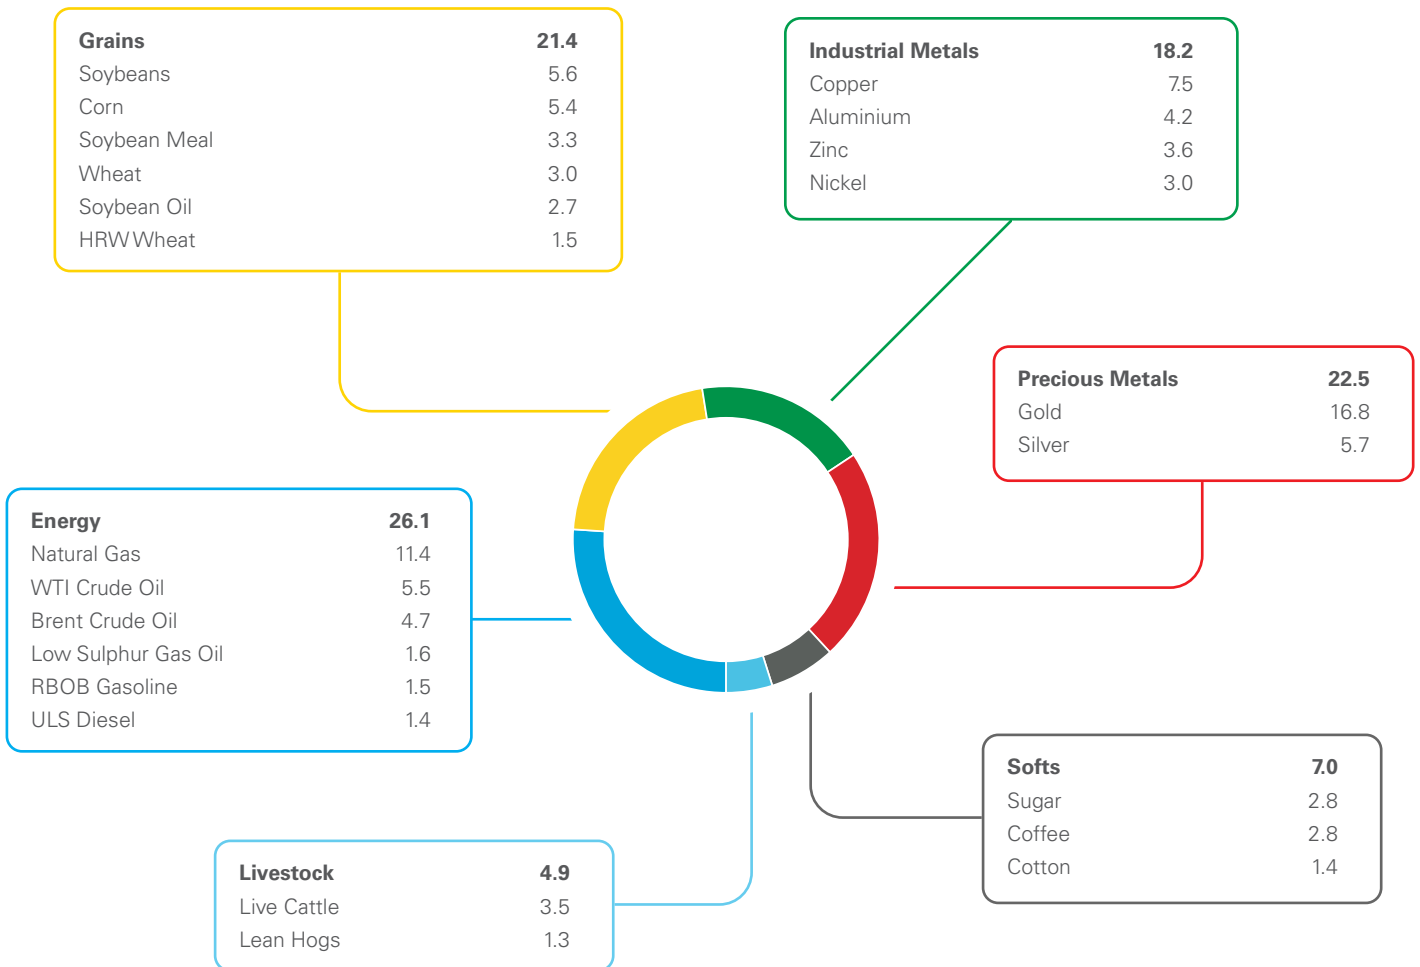 Grains 21.4
Soybeans 5.6
Corn 5.4
Soybean Meal 3.3
Wheat 3.0
Soybean Oil 2.7
HRW Wheat 1.5
Industrial Metals 18.2
Copper 7.5
Aluminium 4.2
Zinc 3.6
Nickel 3.0
Precious Metals 22.5
Gold 16.8
Silver 5.7
Energy 26.1
Natural Gas 11.4
WTI Crude Oil 5.5
Brent Crude Oil 4.7
Low Sulphur Gas Oil 1.6
RBOB Gasoline 1.5
ULS Diesel 1.4
Softs 7.0
Sugar 2.8
Coffee 2.8
Cotton 1.4
Livestock 4.9
Live Cattle 3.5
Lean Hogs 1.3